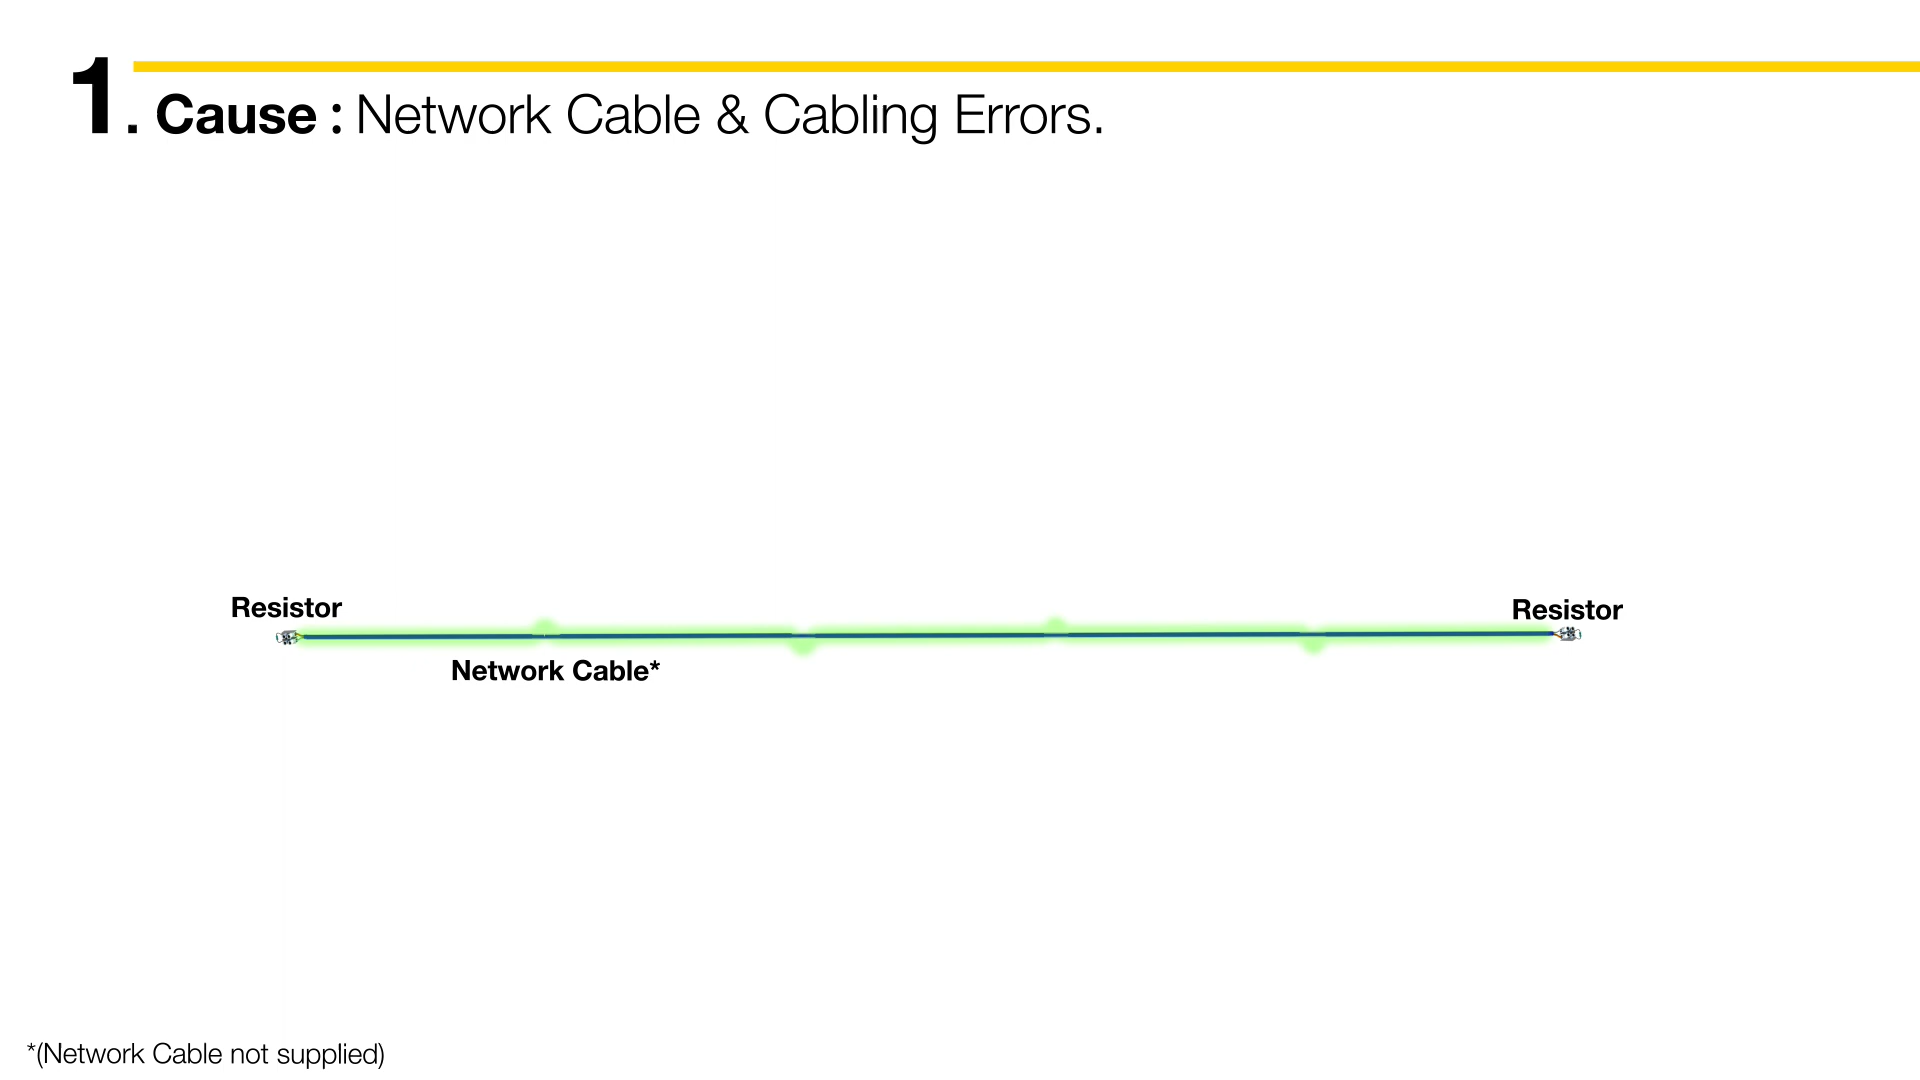 1. Cause : Network Cable & Cabling Errors.
Resistor
Resistor
Network Cable*
*(Network Cable not supplied)